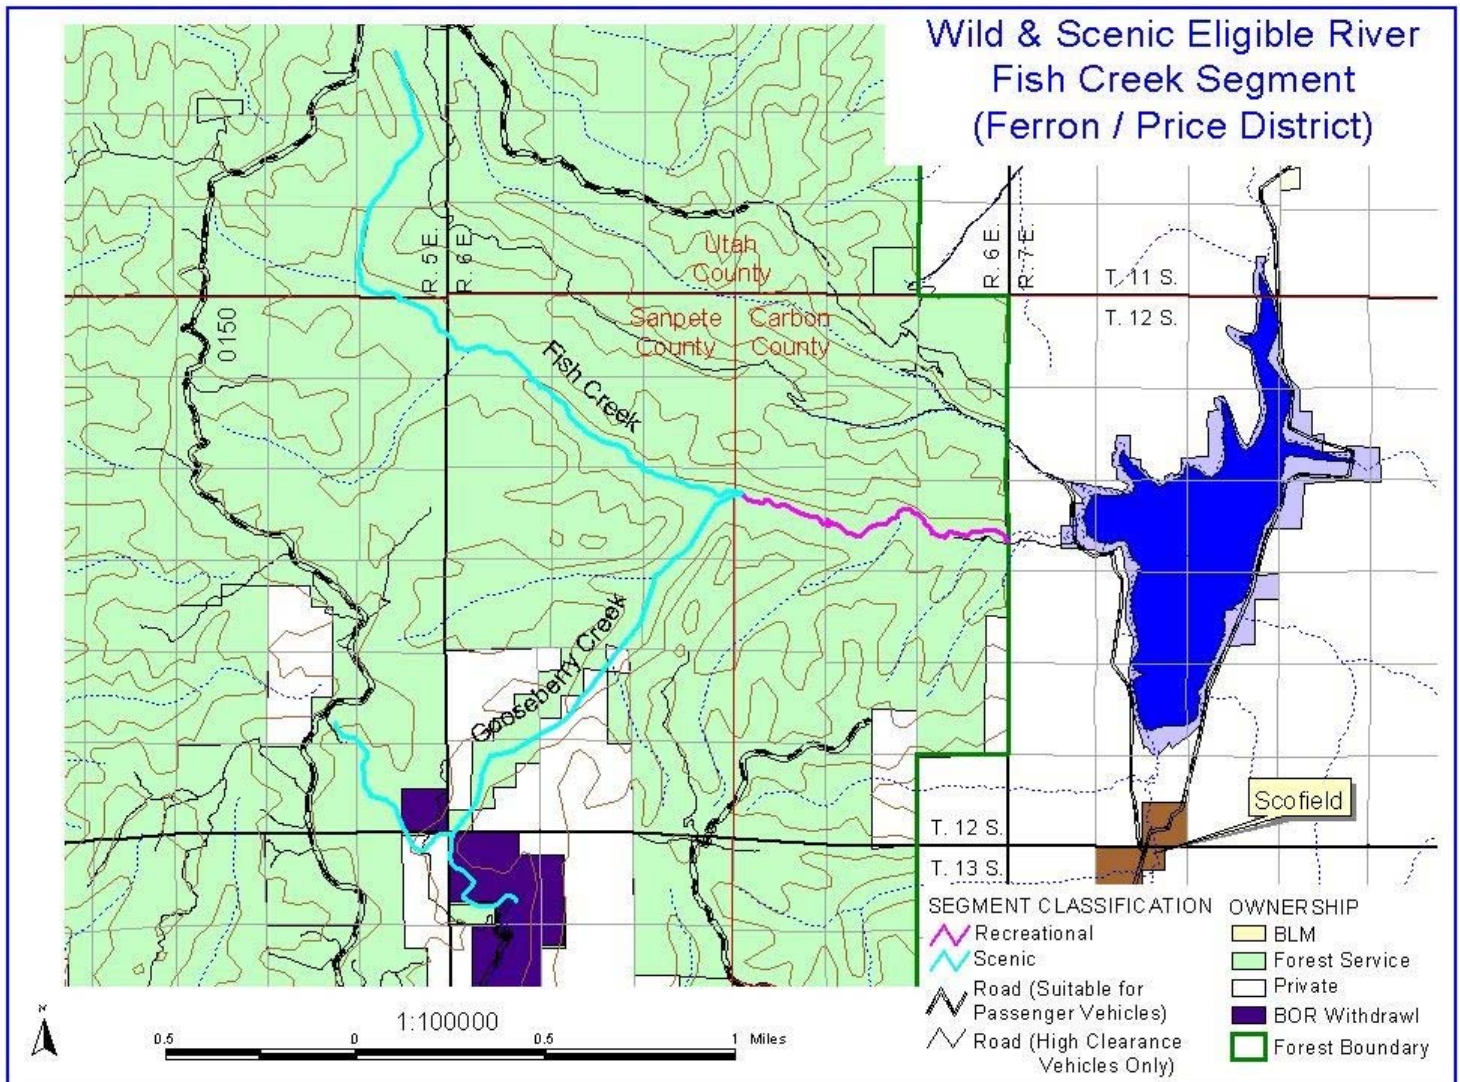 Wild & Scenic Eligible River
Fish Creek Segment
(Ferron / Price District)
R. 5 E.
R. 6 E.
Utah
County
R. 6 E.
R. 7 E.
T. 11 S.
T. 12 S.
0150
Sanpete
County
Carbon
County
Fish Creek
Gooseberry Creek
Scofield
T. 12 S.
T. 13 S.
SEGMENT CLASSIFICATION
Recreational
Scenic
Road (Suitable for
Passenger Vehicles)
Road (High Clearance
Vehicles Only)
OWNERSHIP
BLM
Forest Service
Private
BOR Withdrawl
Forest Boundary
N
1:100000
0.5 0 0.5 1 Miles